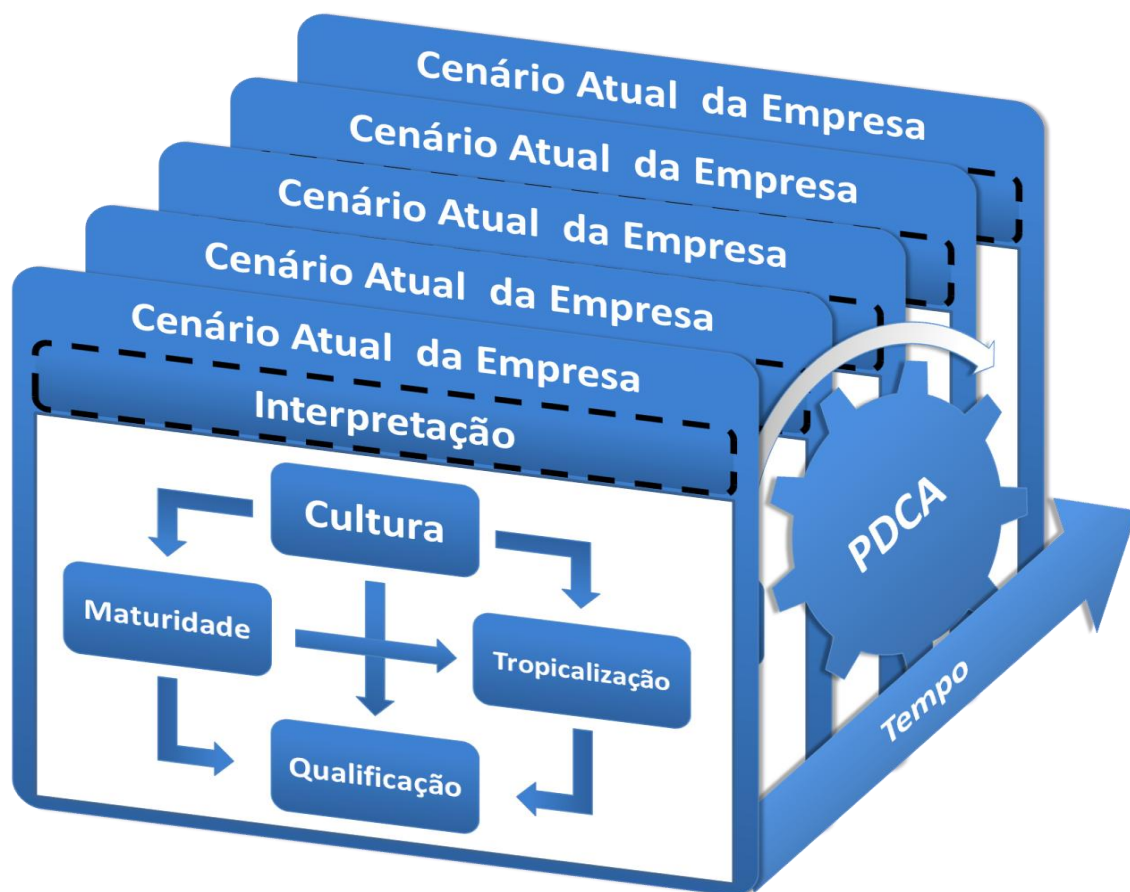 Cenário Atual da Empresa
Cenário Atual da Empresa
Cenário Atual da Empresa
Cenário Atual da Empresa
Cenário Atual da Empresa
Interpretação
Cultura
Maturidade
Tropicalização
Qualificação
PDCA
Tempo